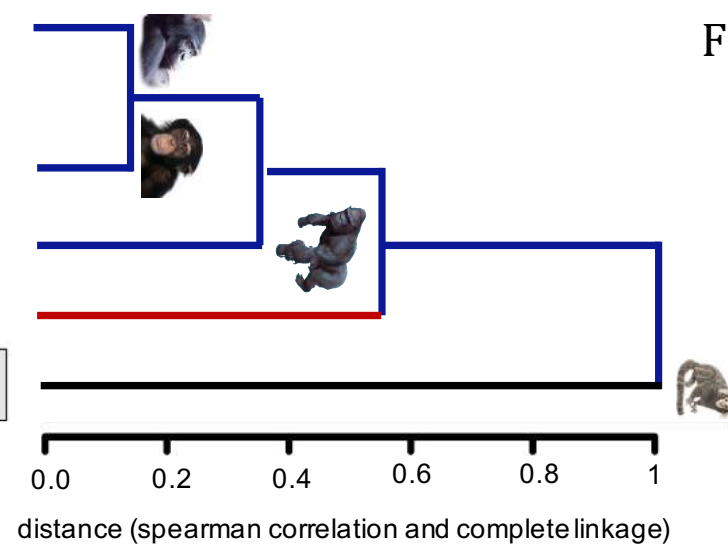 F
0.0 0.2 0.4 0.6 0.8 1
distance (spearman correlation and complete linkage)